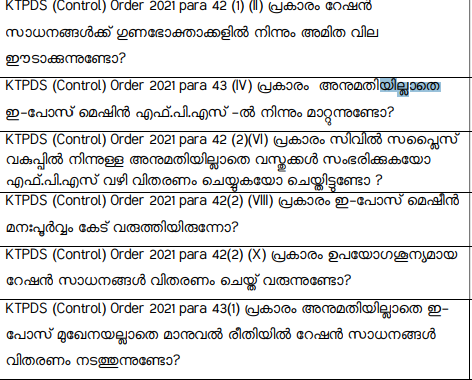 KTPDS (Control) Order 2021 para 42 (1) (II) പ്രകാരം റേഷൻ
സാധനങ്ങൾക്ക് ഗുണഭോക്താക്കളിൽ നിന്നും അമിത വില
ഈടാക്കുന്നുണ്ടോ?
KTPDS (Control) Order 2021 para 43 (IV) പ്രകാരം അനുമതിയില്ലാതെ
ഇ-പോസ് മെഷിൻ എഫ്.പി.എസ് -ൽ നിന്നും മാറ്റുന്നുണ്ടോ?
KTPDS (Control) Order 2021 para 42 (2)(VI) പ്രകാരം സിവിൽ സപ്ലൈസ്
വകുപ്പിൽ നിന്നുള്ള അനുമതിയില്ലാതെ വസ്തുക്കൾ സംഭരിക്കുകയോ
എഫ്.പി.എസ് വഴി വിതരണം ചെയ്യുകയോ ചെയ്തിട്ടുണ്ടോ ?
KTPDS (Control) Order 2021 para 42(2) (VIII) പ്രകാരം ഇ-പോസ് മെഷീൻ
മനഃപൂർവ്വം കേട് വരുത്തിയിരുന്നോ?
KTPDS (Control) Order 2021 para 42(2) (X) പ്രകാരം ഉപയോഗശൂന്യമായ
റേഷൻ സാധനങ്ങൾ വിതരണം ചെയ്ത് വരുന്നുണ്ടോ?
KTPDS (Control) Order 2021 para 43(1) പ്രകാരം അനുമതിയില്ലാതെ ഇ-
പോസ് മുഖേനയല്ലാതെ മാനുവൽ രീതിയിൽ റേഷൻ സാധനങ്ങൾ
വിതരണം നടത്തുന്നുണ്ടോ?